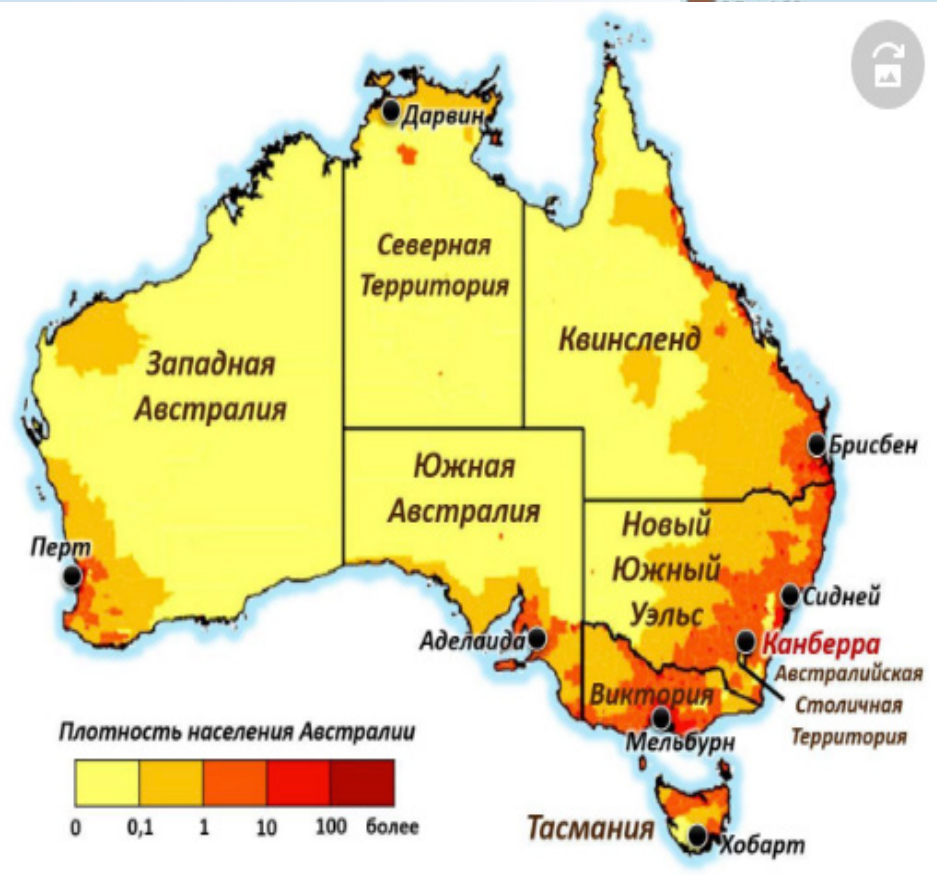 Дарвин
Северная
Территория
Квинсленд
Западная
Австралия
Брисбен
Южная
Австралия
Новый
Южный
Уэльс
Перт
Сидней
Аделаида
Канберра
Австралийская
Столичная
Территория
Виктория
Мельбурн
Плотность населения Австралии
0 0,1 1 10 100 более
Тасмания
Хобарт